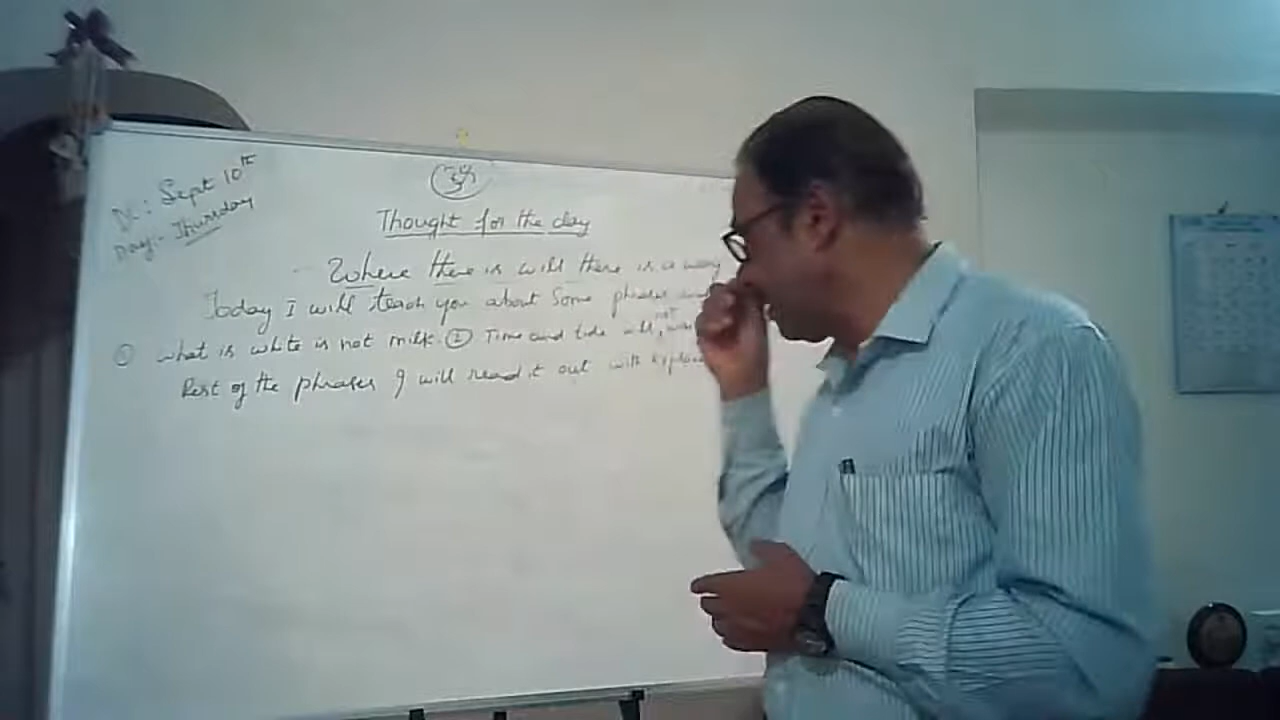 Dt: Sept 10th
Day:- Thursday
ॐ
Thought for the day
Where there is will there is a way
Today I will teach you about Some phrases and
① what is white is not milk. ② Time and tide will, not
Rest of the phrases I will read it out with